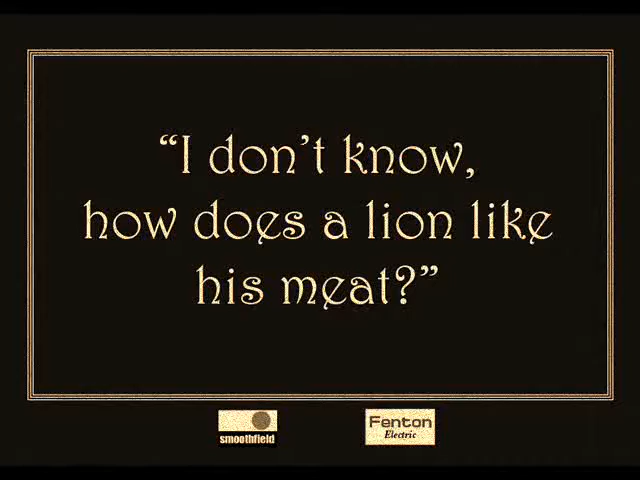 “I don’t know,
how does a lion like
his meat?”
smoothfield
Fenton
Electric